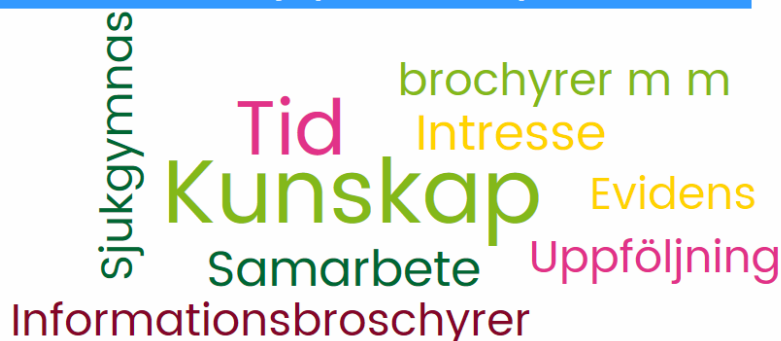 Sjukgymnas
brochyrer m m
Tid
Intresse
Kunskap
Evidens
Samarbete
Uppföljning
Informationsbroschyrer